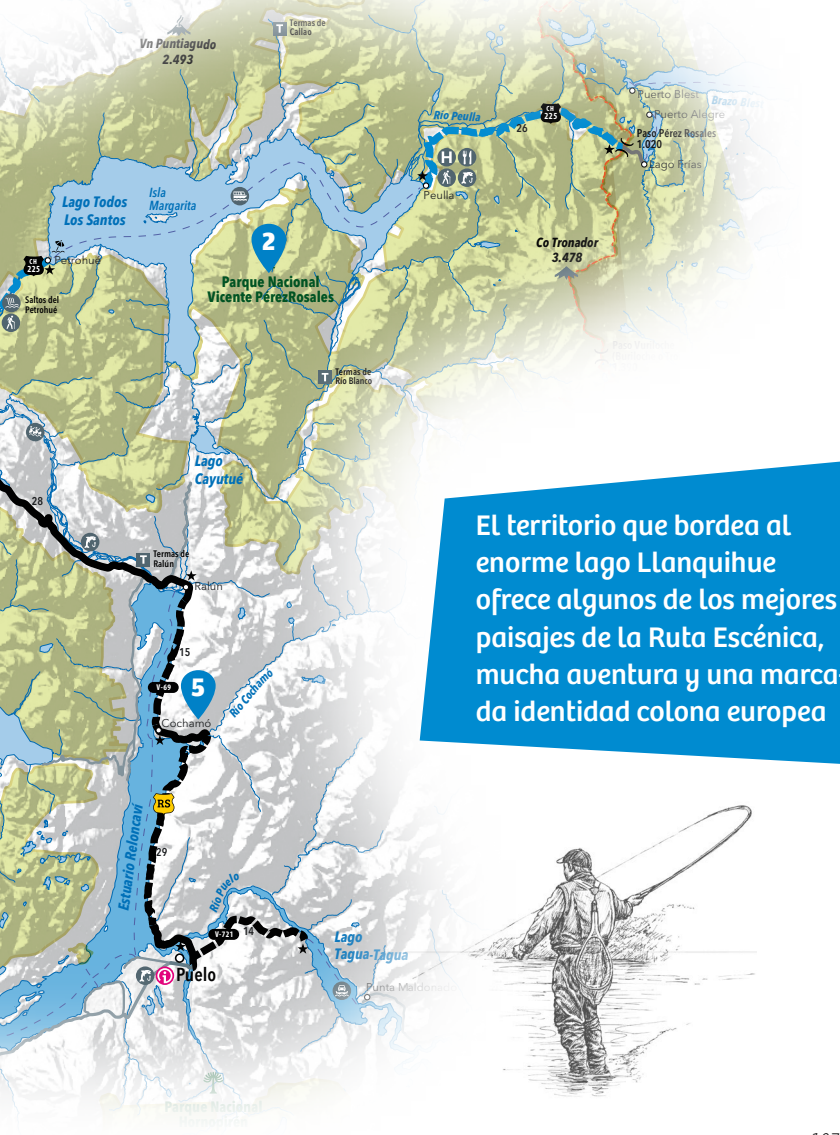 Termas de
Callao
T
Vn Puntiagudo
2.493
Puerto Blest
Brazo Blest
Puerto Alegre
CH
225
Río Peulla
26
Paso Pérez Rosales
1.020
Lago Frías
H
Peulla
Lago Todos
Los Santos
Isla
Margarita
2
Co Tronador
3.478
CH
225
Petrohué
Parque Nacional
Vicente PérezRosales
Saltos del
Petrohué
T
Termas de
Río Blanco
Lago
Cayutué
28
T
Termas de
Ralún
Ralún
15
V-69
5
Cochamó
Río Cochamó
RS
Estuario Reloncaví
29
Río Puelo
V-721
14
Lago
Tagua-Tagua
i
Puelo
Punta Maldonado
Parque Nacional
Hornopirén
El territorio que bordea al
enorme lago Llanquihue
ofrece algunos de los mejores
paisajes de la Ruta Escénica,
mucha aventura y una marca-
da identidad colona europea